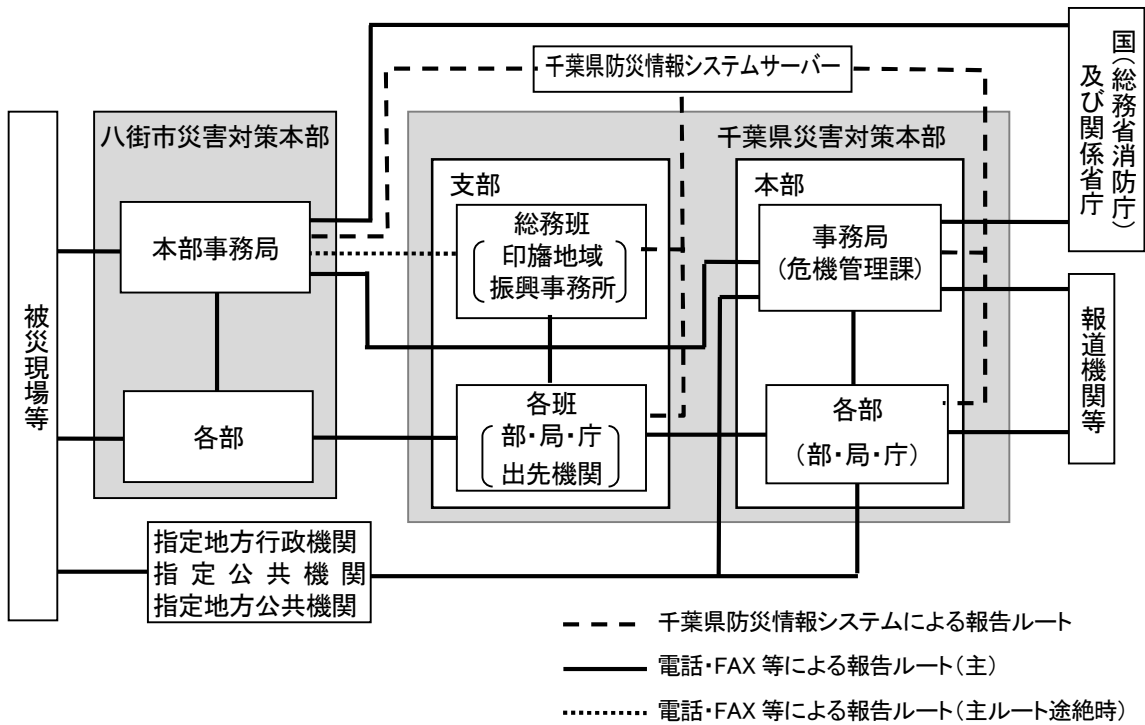 千葉県防災情報システムサーバー
国(総務省消防庁)
及び関係省庁
八街市災害対策本部
千葉県災害対策本部
支部
本部
本部事務局
総務班
印旛地域
振興事務所
事務局
(危機管理課)
被災現場等
報道機関等
各部
各班
部・局・庁
出先機関
各部
(部・局・庁)
指定地方行政機関
指定公共機関
指定地方公共機関
千葉県防災情報システムによる報告ルート
電話・FAX 等による報告ルート(主)
電話・FAX 等による報告ルート(主ルート途絶時)